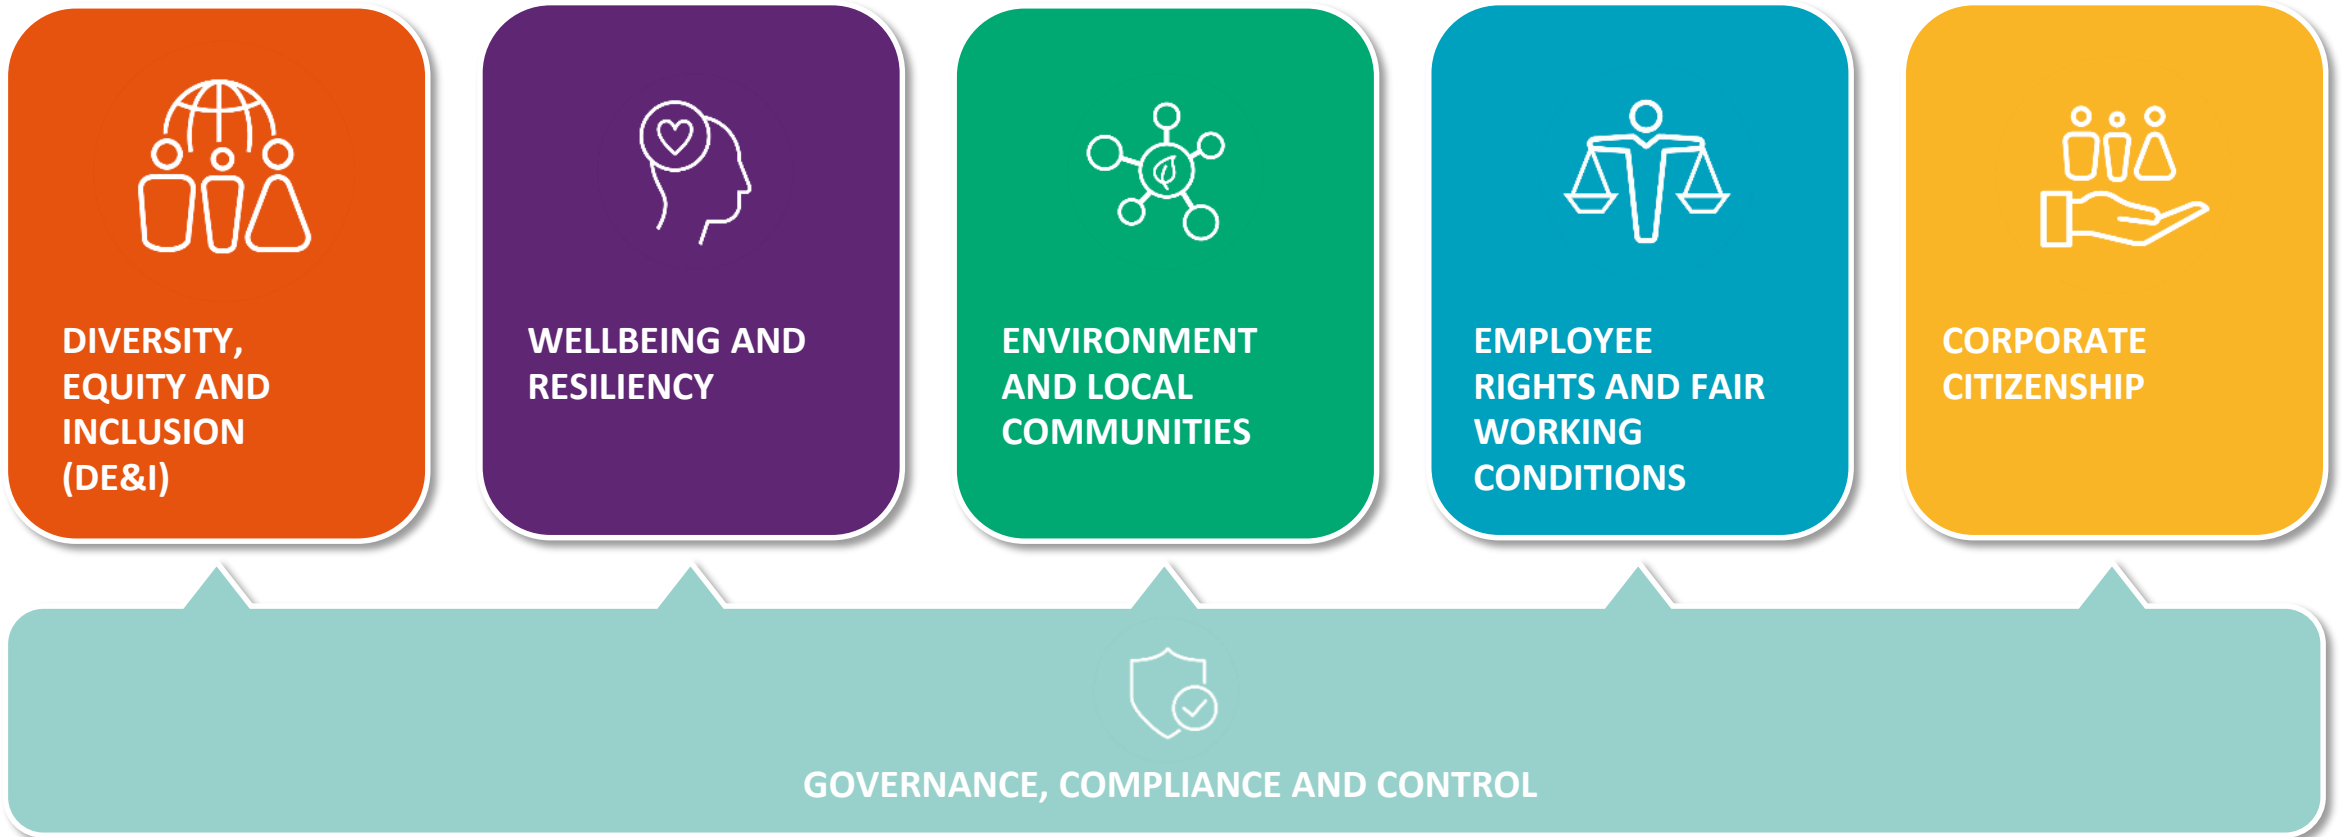 DIVERSITY,
EQUITY AND
INCLUSION
(DE&I)
WELLBEING AND
RESILIENCY
ENVIRONMENT
AND LOCAL
COMMUNITIES
EMPLOYEE
RIGHTS AND FAIR
WORKING
CONDITIONS
CORPORATE
CITIZENSHIP
GOVERNANCE, COMPLIANCE AND CONTROL